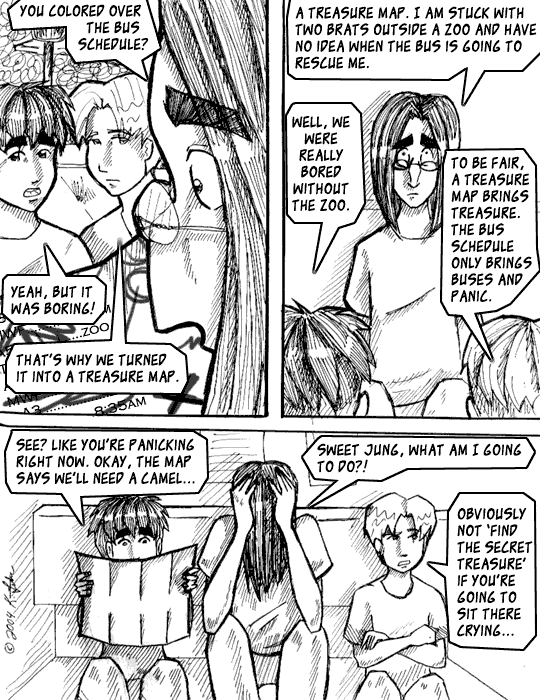 YOU COLORED OVER
THE BUS
SCHEDULE?
YEAH, BUT IT
WAS BORING!
THAT'S WHY WE TURNED
IT INTO A TREASURE MAP.
ZOO
MWF
8:35AM
A TREASURE MAP. I AM STUCK WITH
TWO BRATS OUTSIDE A ZOO AND HAVE
NO IDEA WHEN THE BUS IS GOING TO
RESCUE ME.
WELL, WE
WERE
REALLY
BORED
WITHOUT
THE ZOO.
TO BE FAIR,
A TREASURE
MAP BRINGS
TREASURE.
THE BUS
SCHEDULE
ONLY BRINGS
BUSES AND
PANIC.
SEE? LIKE YOU'RE PANICKING
RIGHT NOW. OKAY, THE MAP
SAYS WE'LL NEED A CAMEL...
SWEET JUNG, WHAT AM I GOING
TO DO?!
OBVIOUSLY
NOT 'FIND
THE SECRET
TREASURE'
IF YOU'RE
GOING TO
SIT THERE
CRYING...